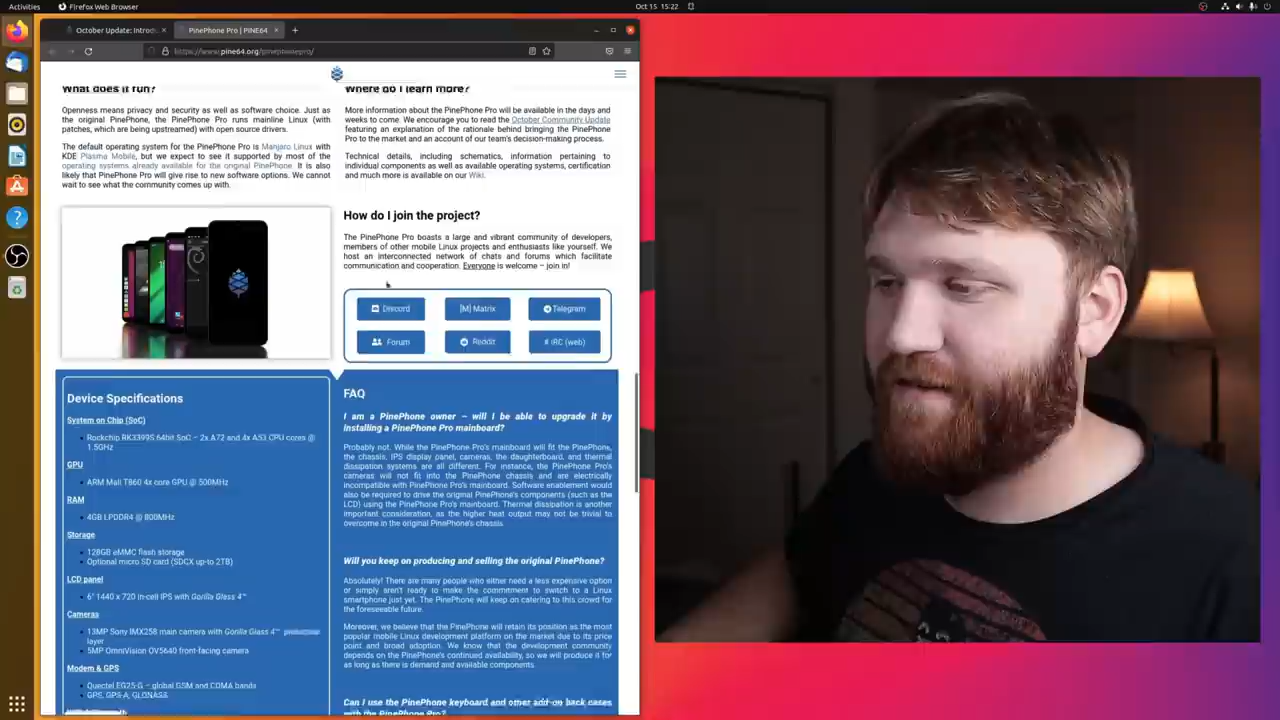 Activities
Firefox Web Browser
Oct 15 15:22
October Update: Introdu
PinePhone Pro | PINE64
https://www.pine64.org/pinephonepro/
What does it run?
Openness means privacy and security as well as software choice. Just as
the original PinePhone, the PinePhone Pro runs mainline Linux (with
patches, which are being upstreamed) with open source drivers.
The default operating system for the PinePhone Pro is Manjaro Linux with
KDE Plasma Mobile, but we expect to see it supported by most of the
operating systems already available for the original PinePhone. It is also
likely that PinePhone Pro will give rise to new software options. We cannot
wait to see what the community comes up with.
Where do I learn more?
More information about the PinePhone Pro will be available in the days and
weeks to come. We encourage you to read the October Community Update
featuring an explanation of the rationale behind bringing the PinePhone
Pro to the market and an account of our team's decision-making process.
Technical details, including schematics, information pertaining to
individual components as well as available operating systems, certification
and much more is available on our Wiki.
How do I join the project?
The PinePhone Pro boasts a large and vibrant community of developers,
members of other mobile Linux projects and enthusiasts like yourself. We
host an interconnected network of chats and forums which facilitate
communication and cooperation. Everyone is welcome – join in!
Discord
[M] Matrix
Telegram
Forum
Reddit
# IRC (web)
Device Specifications
System on Chip (SoC)
Rockchip RK3399S 64bit SoC – 2x A72 and 4x A53 CPU cores @
1.5GHz
GPU
ARM Mali T860 4x core GPU @ 500MHz
RAM
4GB LPDDR4 @ 800MHz
Storage
128GB eMMC flash storage
Optional micro SD card (SDCX up-to 2TB)
LCD panel
6" 1440 x 720 in-cell IPS with Gorilla Glass 4™
Cameras
13MP Sony IMX258 main camera with Gorilla Glass 4™ protective
layer
5MP OmniVision OV5640 front-facing camera
Modem & GPS
Quectel EG25-G – global GSM and CDMA bands
GPS, GPS-A, GLONASS
FAQ
I am a PinePhone owner – will I be able to upgrade it by
installing a PinePhone Pro mainboard?
Probably not. While the PinePhone Pro's mainboard will fit the PinePhone,
the chassis, IPS display panel, cameras, the daughterboard, and thermal
dissipation systems are all different. For instance, the PinePhone Pro's
cameras will not fit into the PinePhone chassis and are electrically
incompatible with PinePhone Pro's mainboard. Software enablement would
also be required to drive the original PinePhone's components (such as the
LCD) using the PinePhone Pro's mainboard. Thermal dissipation is another
important consideration, as the higher heat output may not be trivial to
overcome in the original PinePhone's chassis.
Will you keep on producing and selling the original PinePhone?
Absolutely! There are many people who either need a less expensive option
or simply aren't ready to make the commitment to switch to a Linux
smartphone just yet. The PinePhone will keep on catering to this crowd for
the foreseeable future.
Moreover, we believe that the PinePhone will retain its position as the most
popular mobile Linux development platform on the market due to its price
point and broad adoption. We know that the development community
depends on the PinePhone's continued availability, so we will produce it for
as long as there is demand and available components.
Can I use the PinePhone keyboard and other add-on back cases
with the PinePhone Pro?